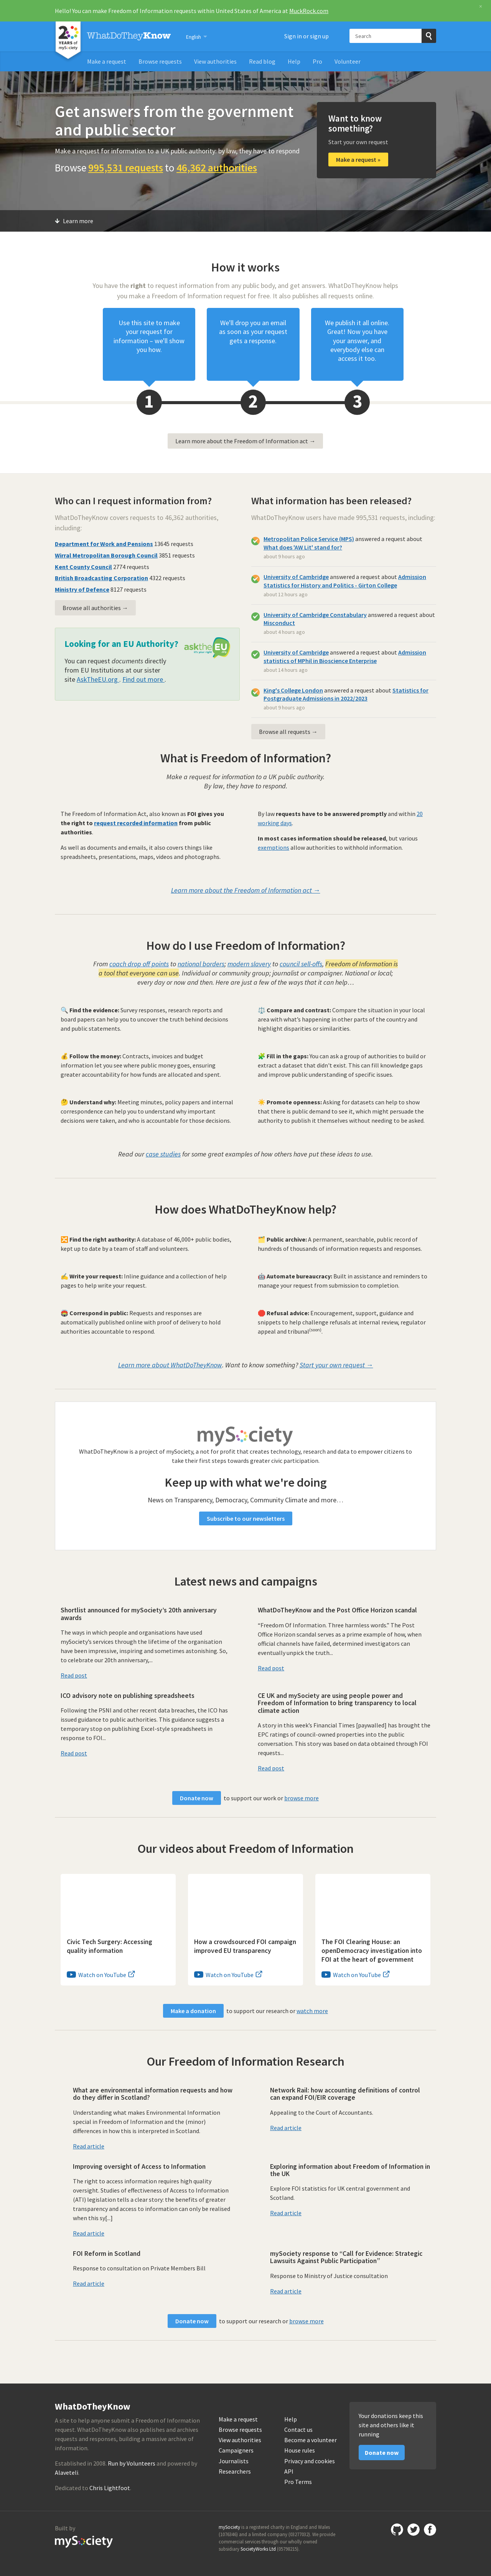 Hello! You can make Freedom of Information requests within United States of America at MuckRock.com
×
20 YEARS of mySociety
WhatDoTheyKnow
English
Sign in or sign up
Search
Make a request
Browse requests
View authorities
Read blog
Help
Pro
Volunteer
Get answers from the government
and public sector
Make a request for information to a UK public authority: by law, they have to respond
Browse 995,531 requests to 46,362 authorities
Want to know
something?
Start your own request
Make a request »
Learn more
How it works
You have the right to request information from any public body, and get answers. WhatDoTheyKnow helps
you make a Freedom of Information request for free. It also publishes all requests online.
Use this site to make
your request for
information – we'll show
you how.
We'll drop you an email
as soon as your request
gets a response.
We publish it all online.
Great! Now you have
your answer, and
everybody else can
access it too.
1
2
3
Learn more about the Freedom of Information act →
Who can I request information from?
WhatDoTheyKnow covers requests to 46,362 authorities,
including:
Department for Work and Pensions 13645 requests
Wirral Metropolitan Borough Council 3851 requests
Kent County Council 2774 requests
British Broadcasting Corporation 4322 requests
Ministry of Defence 8127 requests
Browse all authorities →
Looking for an EU Authority?
asktheEU
You can request documents directly
from EU Institutions at our sister
site AskTheEU.org . Find out more .
What information has been released?
WhatDoTheyKnow users have made 995,531 requests, including:
Metropolitan Police Service (MPS) answered a request about
What does 'AW Lit' stand for?
about 9 hours ago
University of Cambridge answered a request about Admission
Statistics for History and Politics - Girton College
about 12 hours ago
University of Cambridge Constabulary answered a request about
Misconduct
about 4 hours ago
University of Cambridge answered a request about Admission
statistics of MPhil in Bioscience Enterprise
about 14 hours ago
King's College London answered a request about Statistics for
Postgraduate Admissions in 2022/2023
about 9 hours ago
Browse all requests →
What is Freedom of Information?
Make a request for information to a UK public authority.
By law, they have to respond.
The Freedom of Information Act, also known as FOI gives you
the right to request recorded information from public
authorities.
As well as documents and emails, it also covers things like
spreadsheets, presentations, maps, videos and photographs.
By law requests have to be answered promptly and within 20
working days.
In most cases information should be released, but various
exemptions allow authorities to withhold information.
Learn more about the Freedom of Information act →
How do I use Freedom of Information?
From coach drop off points to national borders; modern slavery to council sell-offs, Freedom of Information is
a tool that everyone can use. Individual or community group; journalist or campaigner. National or local;
every day or now and then. Here are just a few of the ways that it can help…
🔍 Find the evidence: Survey responses, research reports and
board papers can help you to uncover the truth behind decisions
and public statements.
⚖️ Compare and contrast: Compare the situation in your local
area with what's happening in other parts of the country and
highlight disparities or similarities.
💰 Follow the money: Contracts, invoices and budget
information let you see where public money goes, ensuring
greater accountability for how funds are allocated and spent.
🧩 Fill in the gaps: You can ask a group of authorities to build or
extract a dataset that didn't exist. This can fill knowledge gaps
and improve public understanding of specific issues.
🤔 Understand why: Meeting minutes, policy papers and internal
correspondence can help you to understand why important
decisions were taken, and who is accountable for those decisions.
☀️ Promote openness: Asking for datasets can help to show
that there is public demand to see it, which might persuade the
authority to publish it themselves without needing to be asked.
Read our case studies for some great examples of how others have put these ideas to use.
How does WhatDoTheyKnow help?
🔀 Find the right authority: A database of 46,000+ public bodies,
kept up to date by a team of staff and volunteers.
🗂️ Public archive: A permanent, searchable, public record of
hundreds of thousands of information requests and responses.
✍️ Write your request: Inline guidance and a collection of help
pages to help write your request.
🤖 Automate bureaucracy: Built in assistance and reminders to
manage your request from submission to completion.
📮 Correspond in public: Requests and responses are
automatically published online with proof of delivery to hold
authorities accountable to respond.
🛑 Refusal advice: Encouragement, support, guidance and
snippets to help challenge refusals at internal review, regulator
appeal and tribunal
Learn more about WhatDoTheyKnow. Want to know something? Start your own request →
mySociety
WhatDoTheyKnow is a project of mySociety, a not for profit that creates technology, research and data to empower citizens to
take their first steps towards greater civic participation.
Keep up with what we're doing
News on Transparency, Democracy, Community Climate and more…
Subscribe to our newsletters
Latest news and campaigns
Shortlist announced for mySociety's 20th anniversary
awards
The ways in which people and organisations have used
mySociety's services through the lifetime of the organisation
have been impressive, inspiring and sometimes astonishing. So,
to celebrate our 20th anniversary,...
Read post
WhatDoTheyKnow and the Post Office Horizon scandal
“Freedom Of Information. Three harmless words.” The Post
Office Horizon scandal serves as a prime example of how, when
official channels have failed, determined investigators can
eventually unpick the truth...
Read post
ICO advisory note on publishing spreadsheets
Following the PSNI and other recent data breaches, the ICO has
issued guidance to public authorities. This guidance suggests a
temporary stop on publishing Excel-style spreadsheets in
response to FOI...
Read post
CE UK and mySociety are using people power and
Freedom of Information to bring transparency to local
climate action
A story in this week's Financial Times [paywalled] has brought the
EPC ratings of council-owned properties into the public
conversation. This story was based on data obtained through FOI
requests...
Read post
Donate now to support our work or browse more
Our videos about Freedom of Information
Civic Tech Surgery: Accessing
quality information
Watch on YouTube
How a crowdsourced FOI campaign
improved EU transparency
Watch on YouTube
The FOI Clearing House: an
openDemocracy investigation into
FOI at the heart of government
Watch on YouTube
Make a donation to support our research or watch more
Our Freedom of Information Research
What are environmental information requests and how
do they differ in Scotland?
Understanding what makes Environmental Information
special in Freedom of Information and the (minor)
differences in how this is interpreted in Scotland.
Read article
Network Rail: how accounting definitions of control
can expand FOI/EIR coverage
Appealing to the Court of Accountants.
Read article
Improving oversight of Access to Information
The right to access information requires high quality
oversight. Studies of effectiveness of Access to Information
(ATI) legislation tells a clear story: the benefits of greater
transparency and access to information can only be realised
when this sy[...]
Read article
Exploring information about Freedom of Information in
the UK
Explore FOI statistics for UK central government and
Scotland.
Read article
FOI Reform in Scotland
Response to consultation on Private Members Bill
Read article
mySociety response to “Call for Evidence: Strategic
Lawsuits Against Public Participation”
Response to Ministry of Justice consultation
Read article
Donate now to support our research or browse more
WhatDoTheyKnow
A site to help anyone submit a Freedom of Information
request. WhatDoTheyKnow also publishes and archives
requests and responses, building a massive archive of
information.
Established in 2008. Run by Volunteers and powered by
Alaveteli.
Dedicated to Chris Lightfoot.
Make a request
Browse requests
View authorities
Campaigners
Journalists
Researchers
Help
Contact us
Become a volunteer
House rules
Privacy and cookies
API
Pro Terms
Your donations keep this
site and others like it
running
Donate now
Built by
mySociety
mySociety is a registered charity in England and Wales
(1076346) and a limited company (03277032). We provide
commercial services through our wholly owned
subsidiary SocietyWorks Ltd (05798215).